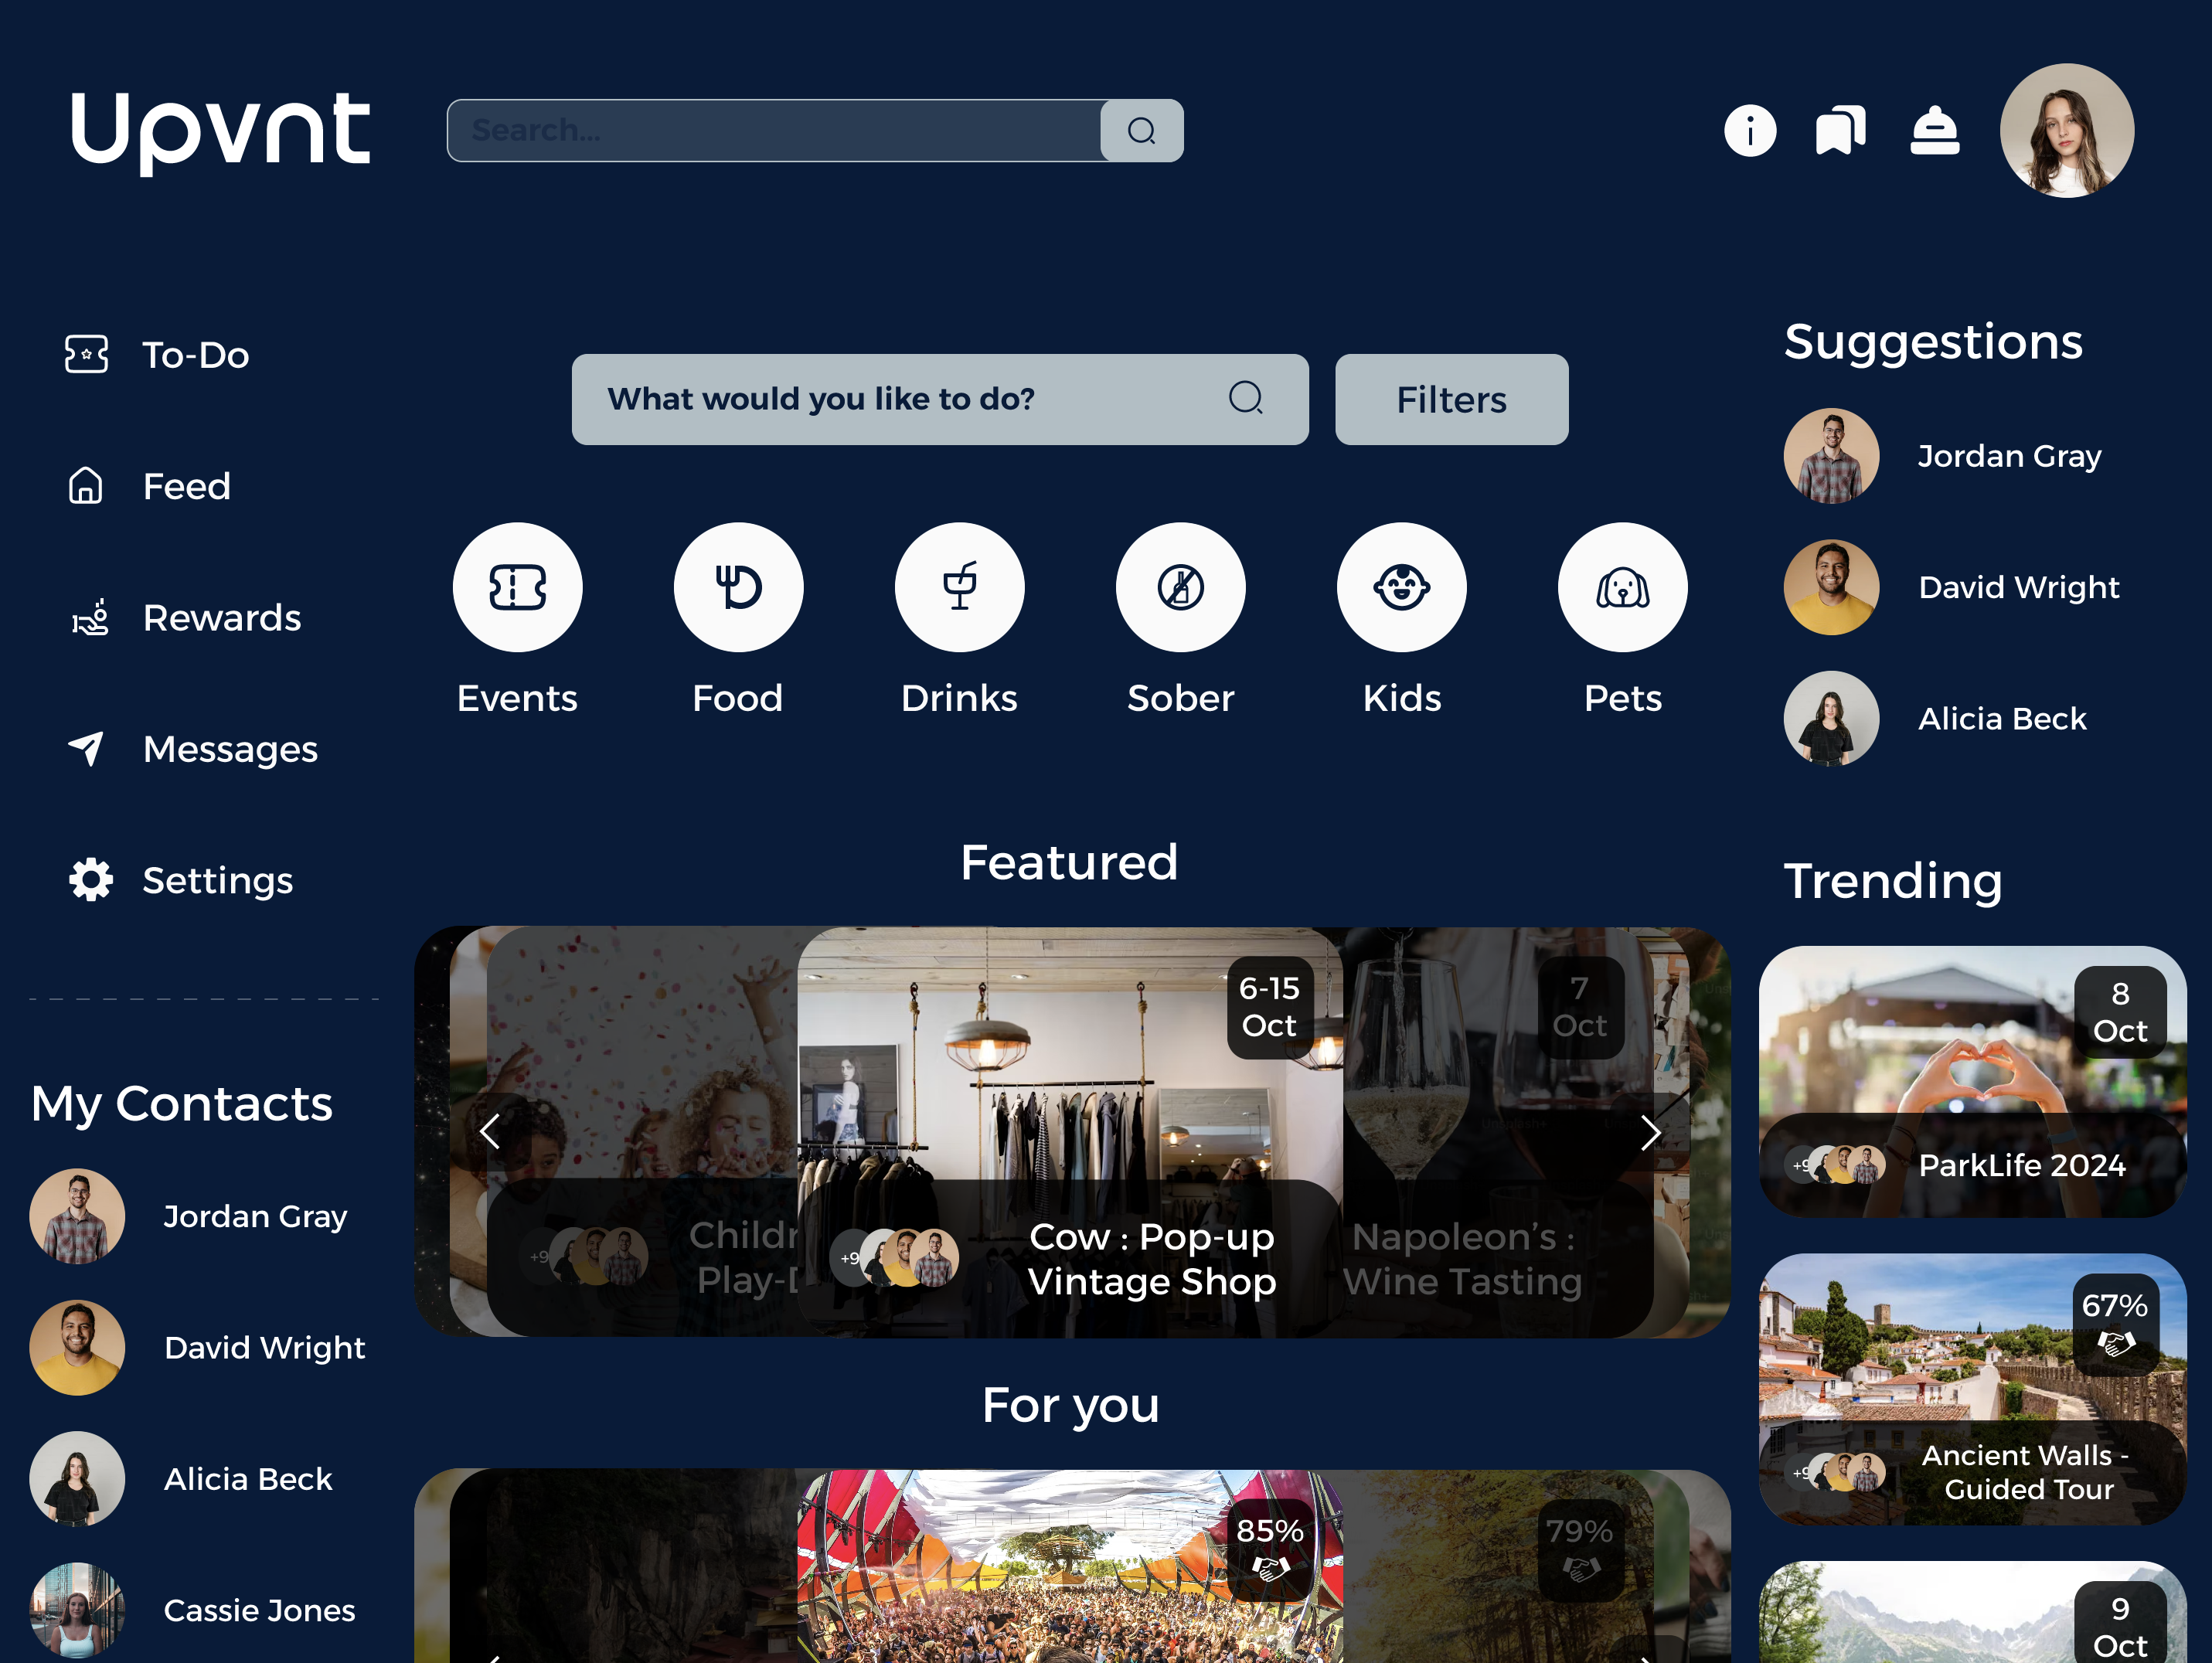 Upvnt
Search...
To-Do
Feed
Rewards
Messages
Settings
My Contacts
Jordan Gray
David Wright
Alicia Beck
Cassie Jones
What would you like to do?
Filters
Events
Food
Drinks
Sober
Kids
Pets
Featured
+9
Childr
Play-D
6-15
Oct
+9
Cow : Pop-up
Vintage Shop
7
Oct
Napoleon's :
Wine Tasting
For you
85%
79%
Suggestions
Jordan Gray
David Wright
Alicia Beck
Trending
8
Oct
+9
ParkLife 2024
67%
+9
Ancient Walls -
Guided Tour
9
Oct